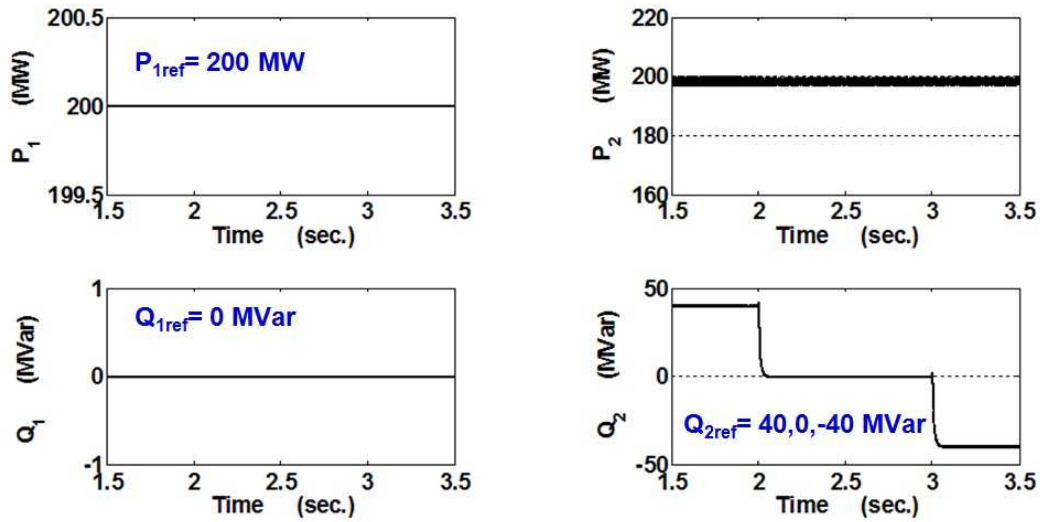 200.5
P1ref= 200 MW
200
199.5
P1 (MW)
1.5 2 2.5 3 3.5
Time (sec.)
220
200
180
160
P2 (MW)
1.5 2 2.5 3 3.5
Time (sec.)
1
Q1ref= 0 MVar
0
-1
Q1 (MVar)
1.5 2 2.5 3 3.5
Time (sec.)
50
0
Q2ref= 40,0,-40 MVar
-50
Q2 (MVar)
1.5 2 2.5 3 3.5
Time (sec.)